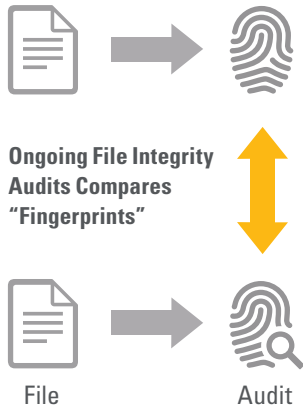 Ongoing File Integrity
Audits Compares
“Fingerprints”
File
Audit